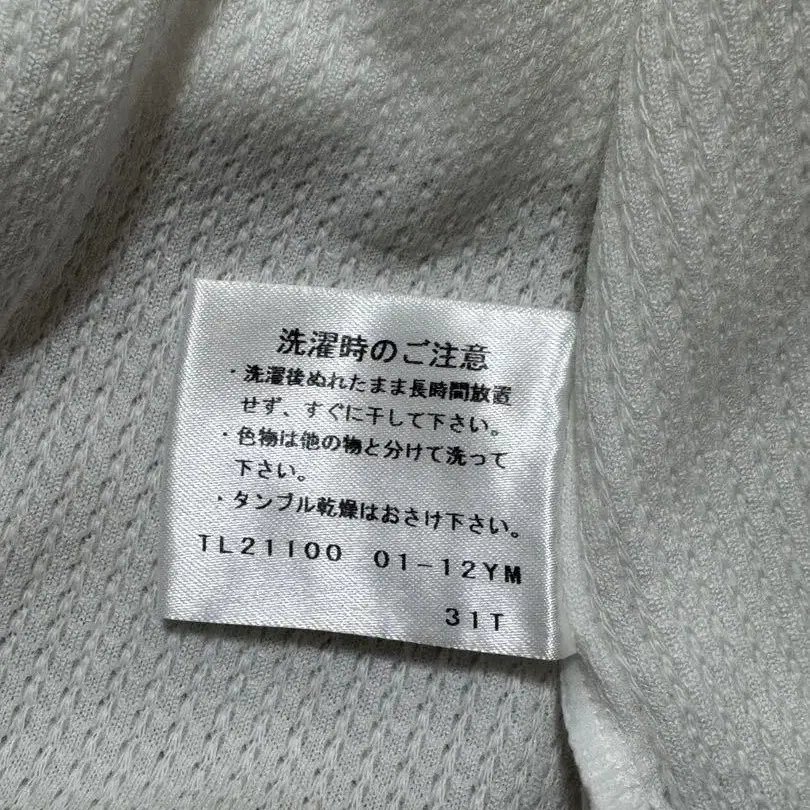 洗濯時のご注意
・洗濯後ぬれたまま長時間放置
せず、すぐに干して下さい。
・色物は他の物と分けて洗って
下さい。
・タンブル乾燥はおさけ下さい。
TL21100 01-12YM
31T